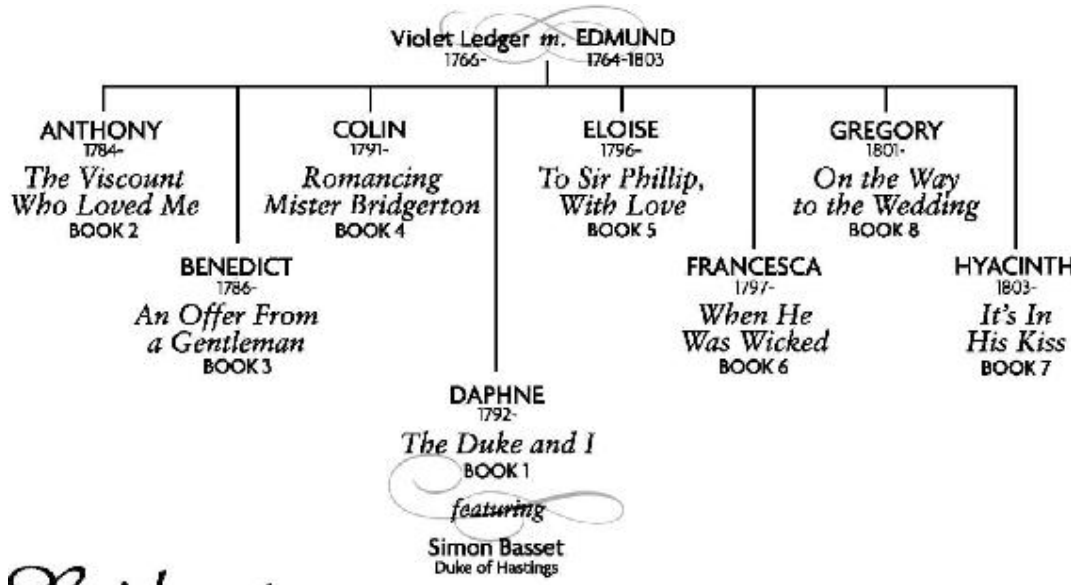 Violet Ledger m. EDMUND
1766- 1764-1803
ANTHONY
1784-
The Viscount
Who Loved Me
BOOK 2
BENEDICT
1786-
An Offer From
a Gentleman
BOOK 3
COLIN
1791-
Romancing
Mister Bridgerton
BOOK 4
DAPHNE
1792-
The Duke and I
BOOK 1
featuring
Simon Basset
Duke of Hastings
ELOISE
1796-
To Sir Phillip,
With Love
BOOK 5
FRANCESCA
1797-
When He
Was Wicked
BOOK 6
GREGORY
1801-
On the Way
to the Wedding
BOOK 8
HYACINTH
1803-
It's In
His Kiss
BOOK 7